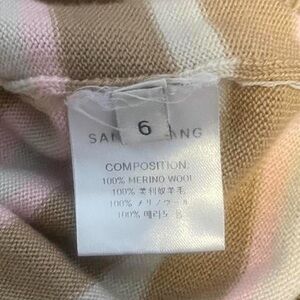 6
COMPOSITION:
100% MERINO WOOL
100% 美利奴羊毛
100% メリノウール
100% 메리노 울